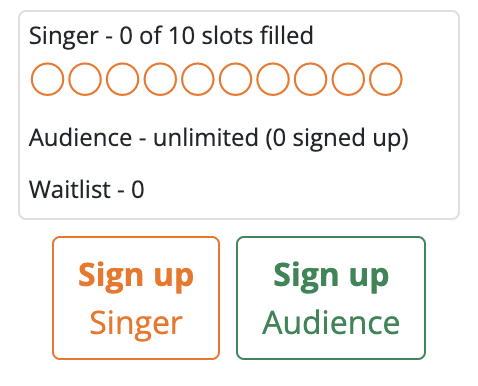 Singer - 0 of 10 slots filled
Audience - unlimited (0 signed up)
Waitlist - 0
Sign up
Singer
Sign up
Audience